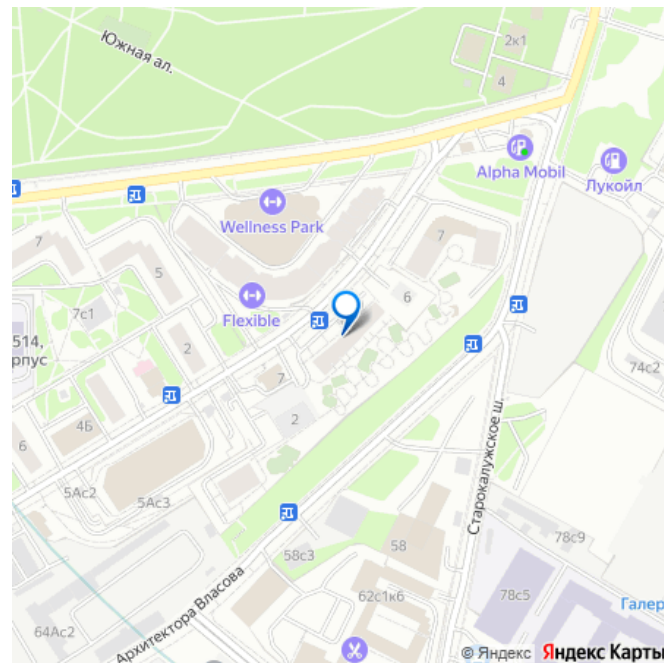 Южная ал.
2к1
4
Alpha Mobil
Лукойл
Wellness Park
7
7
5
6
Flexible
7с1
514,
рпус
2
74с2
7
4Б
2
6
5Ас2
5Ас3
Старокалужское ш.
78с9
58с3
58
62с1к6
78с5
Галер
64Ас2
Архитектора Власова
© Яндекс Яндекс Карты